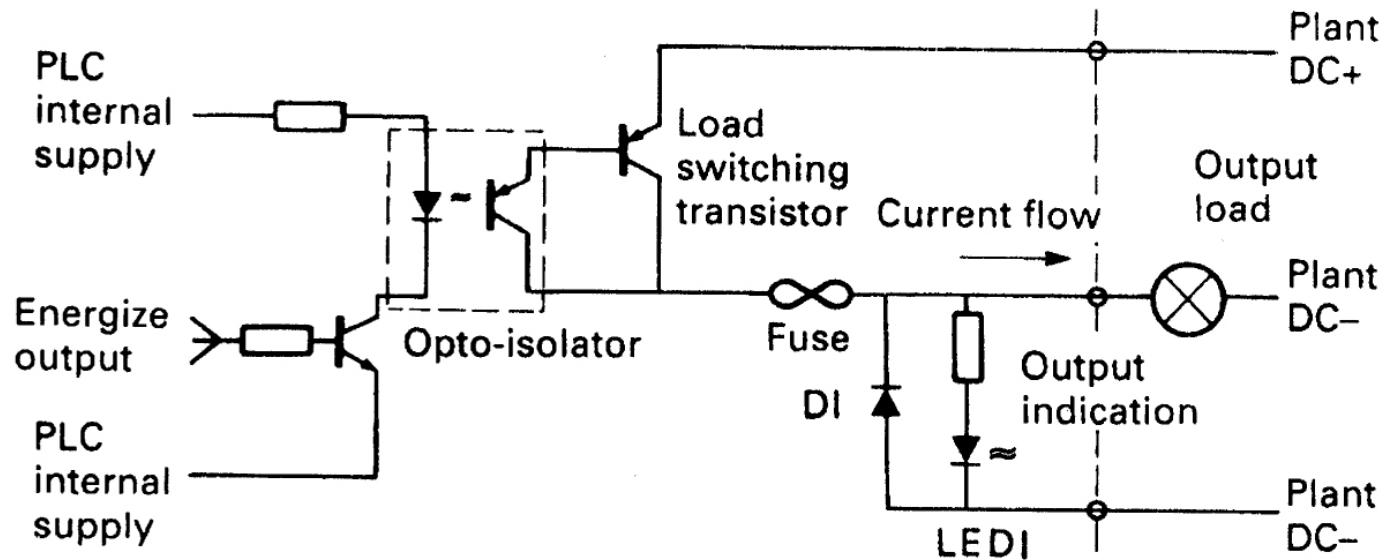 PLC
internal
supply
Energize
output
PLC
internal
supply
Opto-isolator
Load
switching
transistor
Current flow
Fuse
DI
Output
indication
LEDI
Plant
DC+
Output
load
Plant
DC–
Plant
DC–